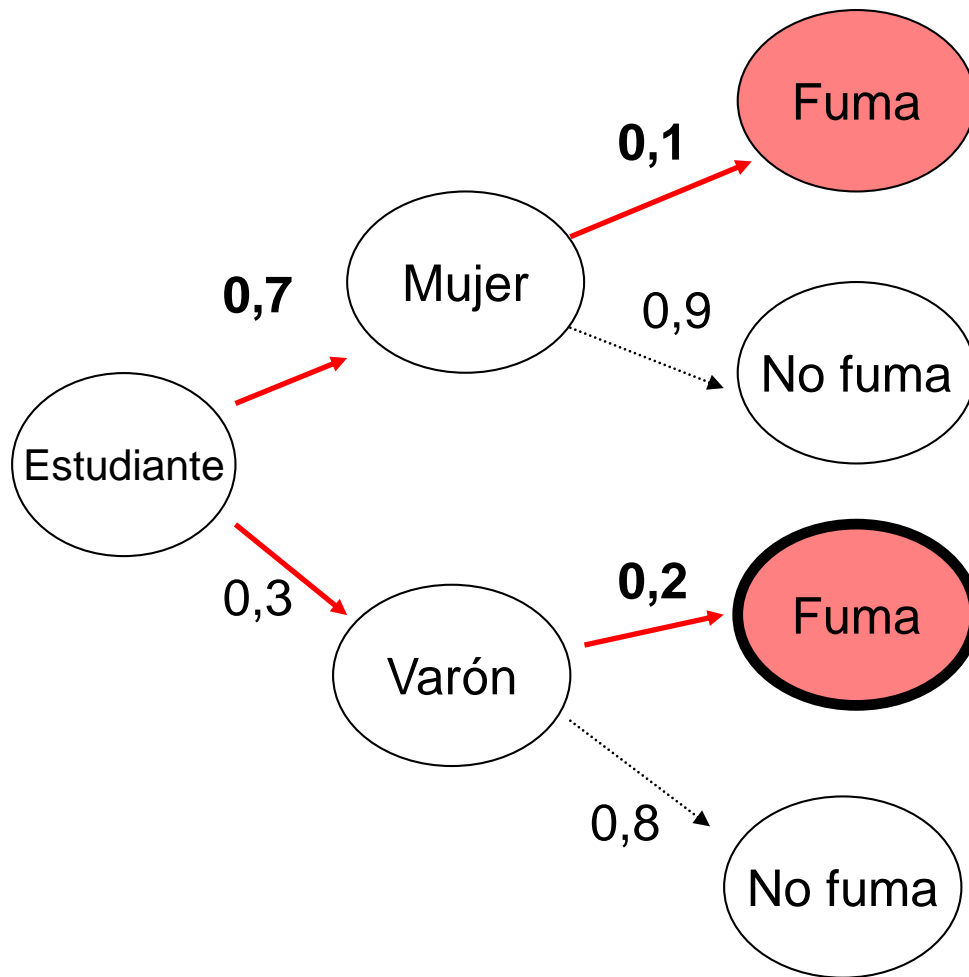 Fuma
0,1
Mujer
0,7
0,9
No fuma
Estudiante
0,3
0,2
Fuma
Varón
0,8
No fuma